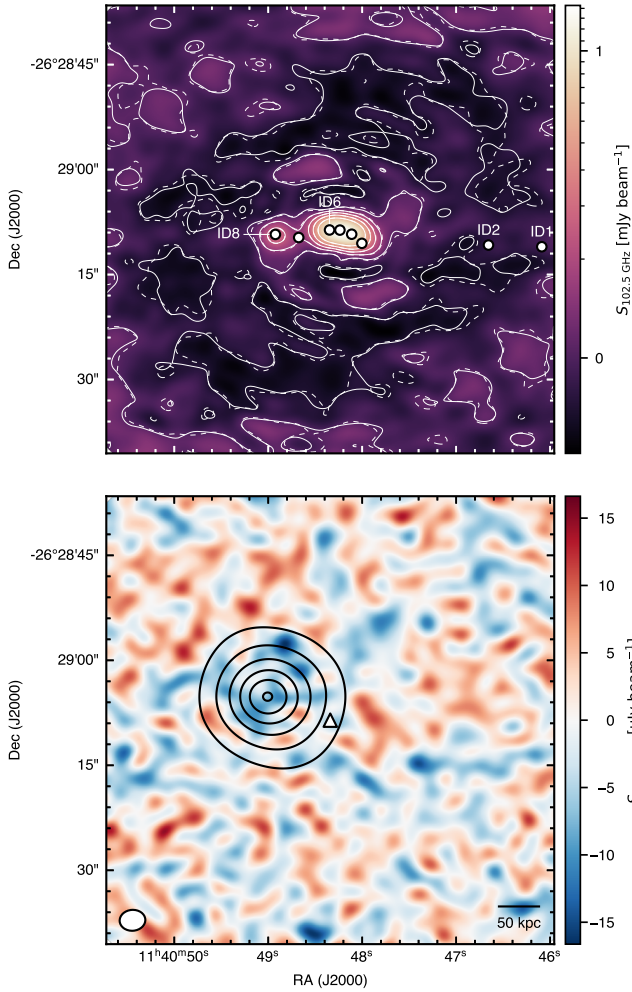 -26°28'45"
29'00"
15"
30"
Dec (J2000)
ID6
ID8
ID2
ID1
1
0
S102.5 GHz [mJy beam−1]
-26°28'45"
29'00"
15"
30"
Dec (J2000)
50 kpc
11h40m50s
49s
48s
47s
46s
RA (J2000)
15
10
5
0
−5
−10
−15